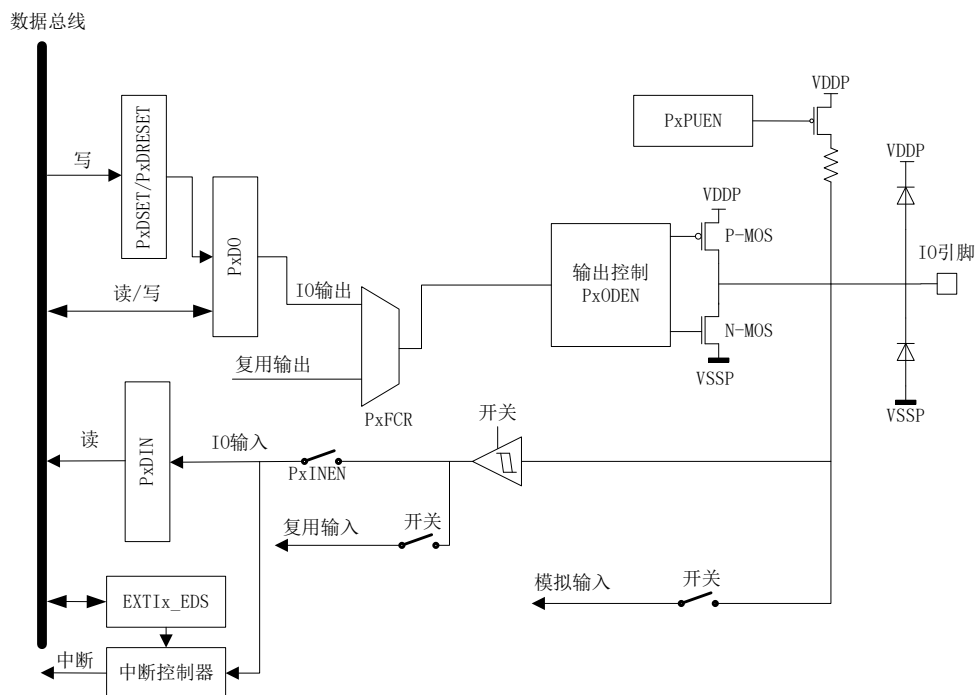 数据总线
写
PxDSET/PxDRESET
PxDO
读/写
IO输出
复用输出
PxFCR
输出控制
PxODEN
PxPUEN
VDDP
VDDP
P-MOS
N-MOS
VSSP
VDDP
IO引脚
VSSP
读
PxDIN
IO输入
PxINEN
开关
复用输入
开关
模拟输入
开关
EXTIx_EDS
中断
中断控制器